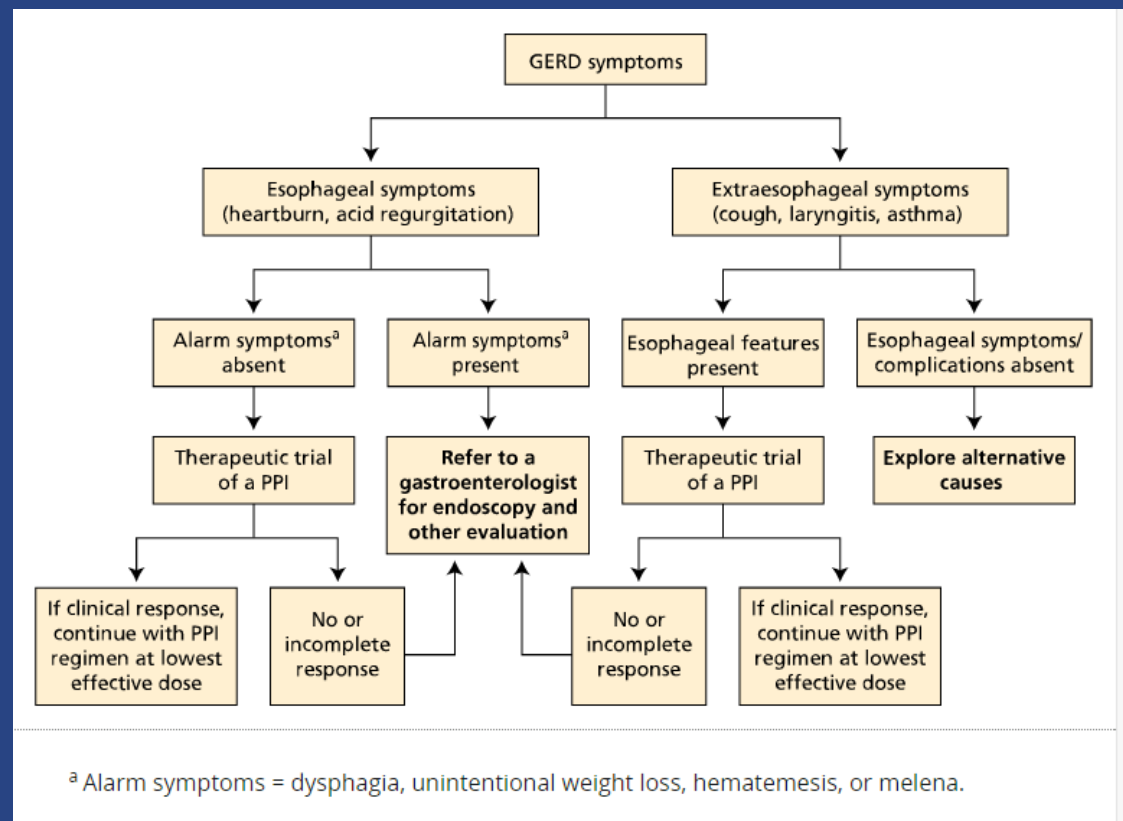 GERD symptoms
Esophageal symptoms
(heartburn, acid regurgitation)
Extraesophageal symptoms
(cough, laryngitis, asthma)
Alarm symptomsᵃ
absent
Alarm symptomsᵃ
present
Esophageal features
present
Esophageal symptoms/
complications absent
Therapeutic trial
of a PPI
Refer to a
gastroenterologist
for endoscopy and
other evaluation
Therapeutic trial
of a PPI
Explore alternative
causes
If clinical response,
continue with PPI
regimen at lowest
effective dose
No or
incomplete
response
No or
incomplete
response
If clinical response,
continue with PPI
regimen at lowest
effective dose
ᵃ Alarm symptoms = dysphagia, unintentional weight loss, hematemesis, or melena.